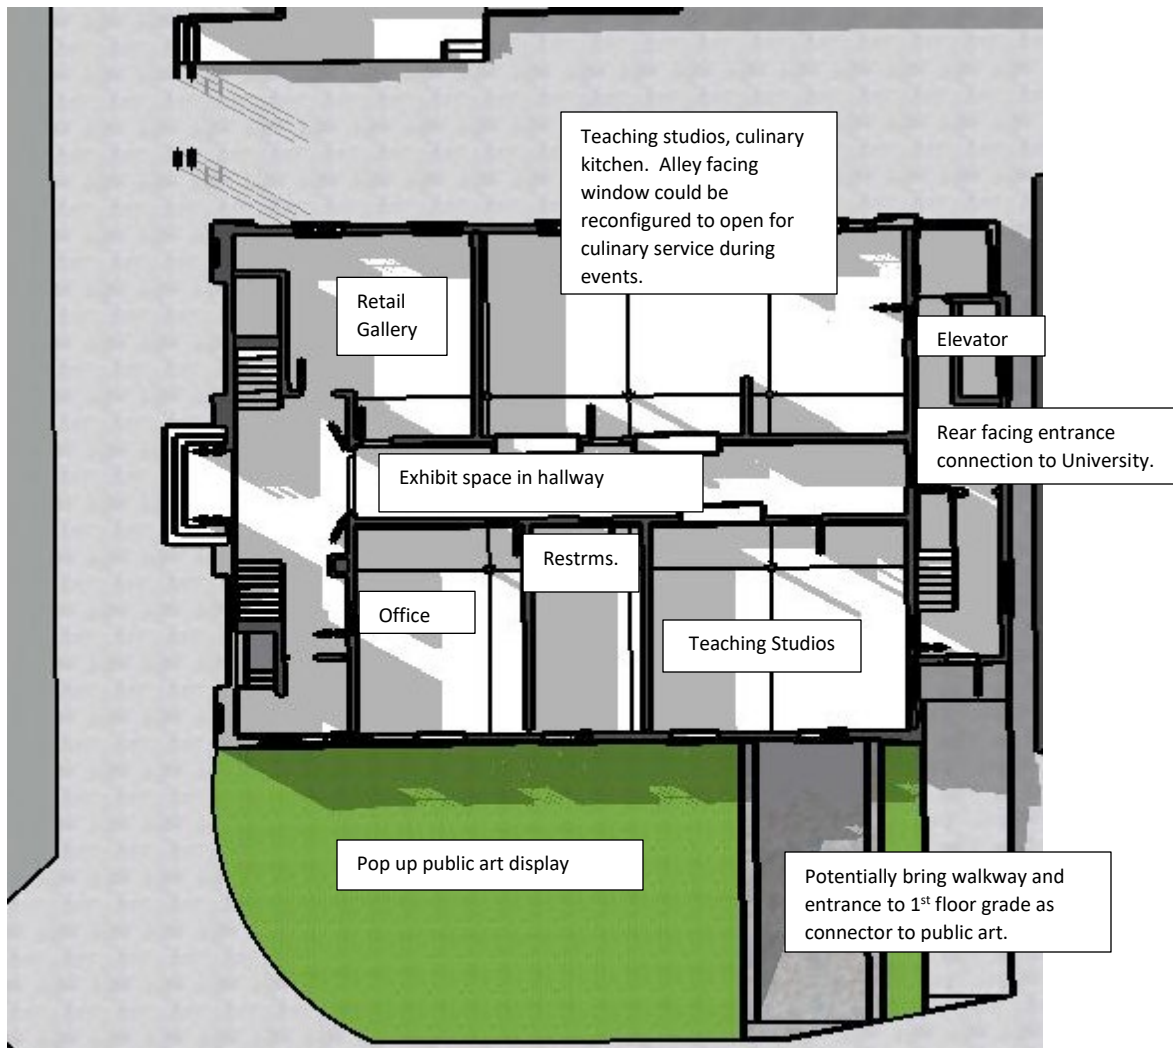 Teaching studios, culinary
kitchen.  Alley facing
window could be
reconfigured to open for
culinary service during
events.
Retail
Gallery
Elevator
Rear facing entrance
connection to University.
Exhibit space in hallway
Restrms.
Office
Teaching Studios
Pop up public art display
Potentially bring walkway and
entrance to 1st floor grade as
connector to public art.